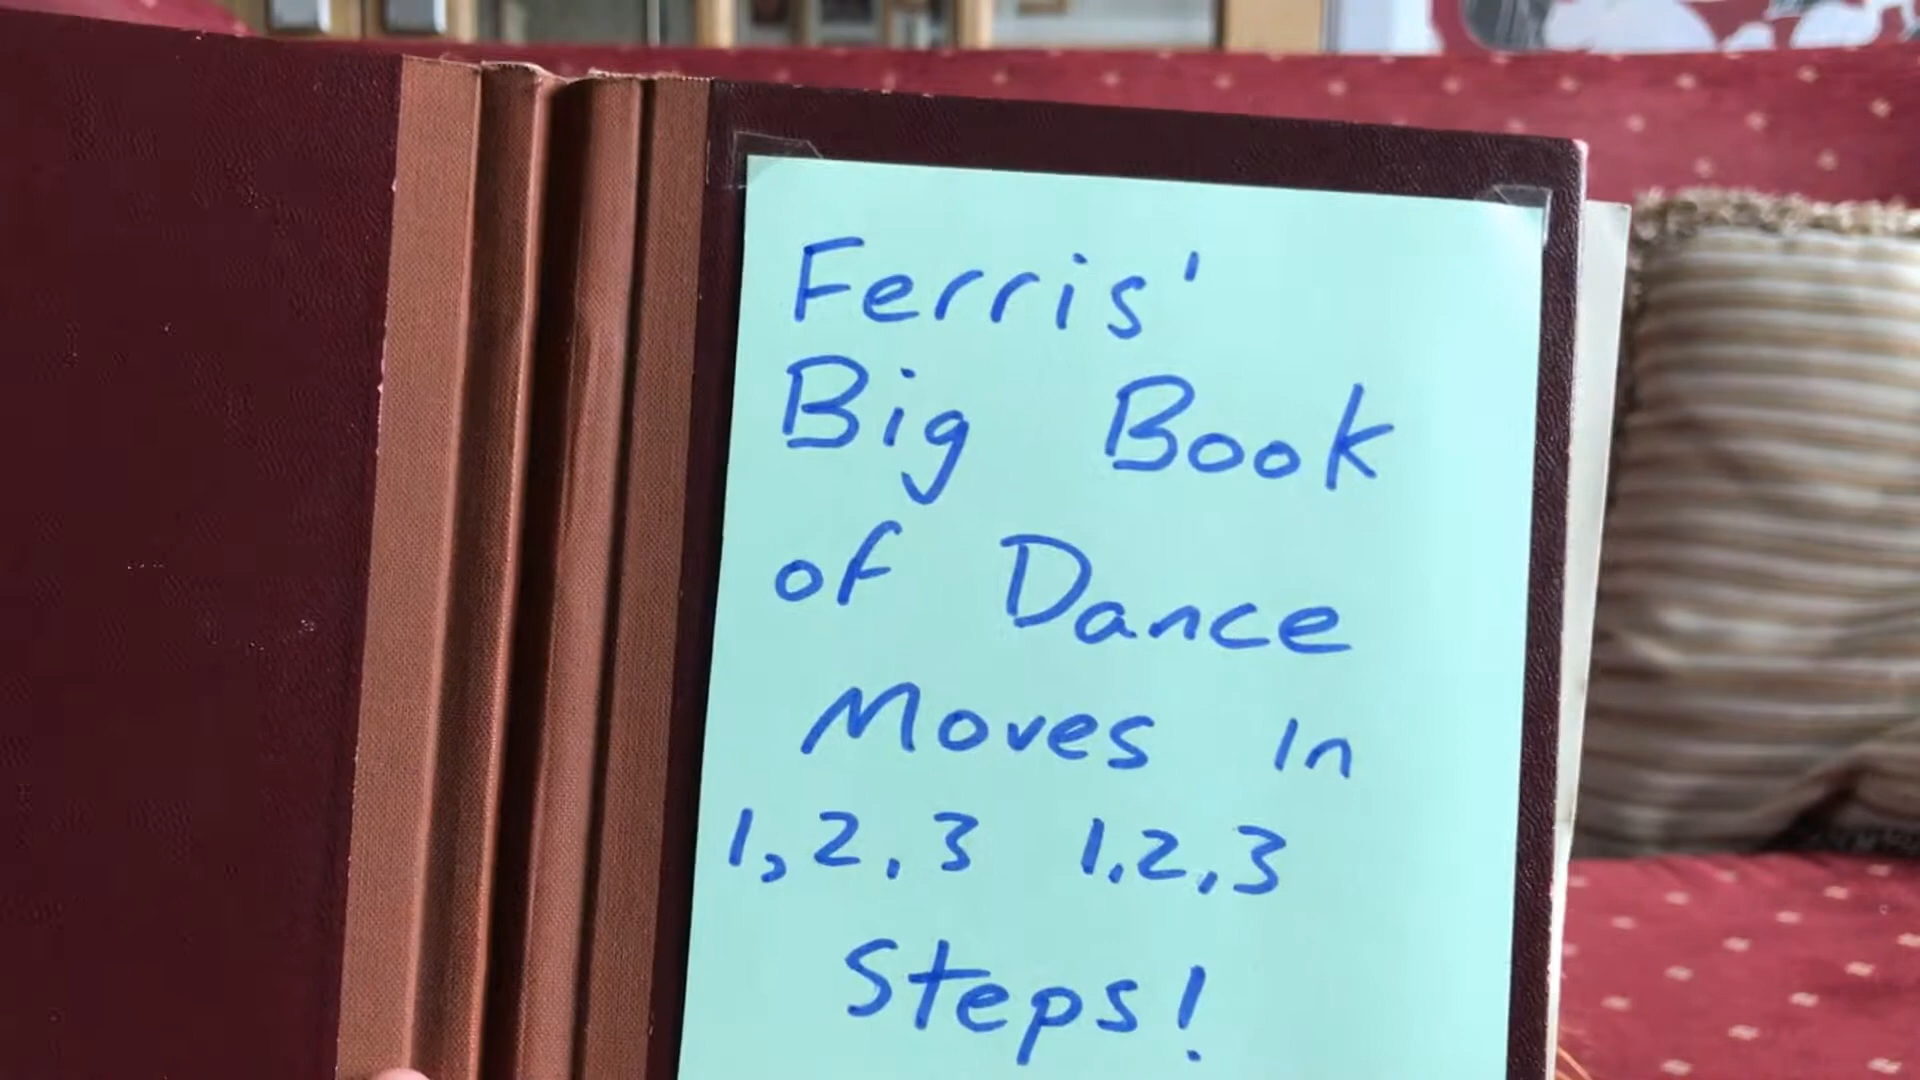 Ferris'
Big Book
of Dance
Moves in
1,2,3 1,2,3
Steps!